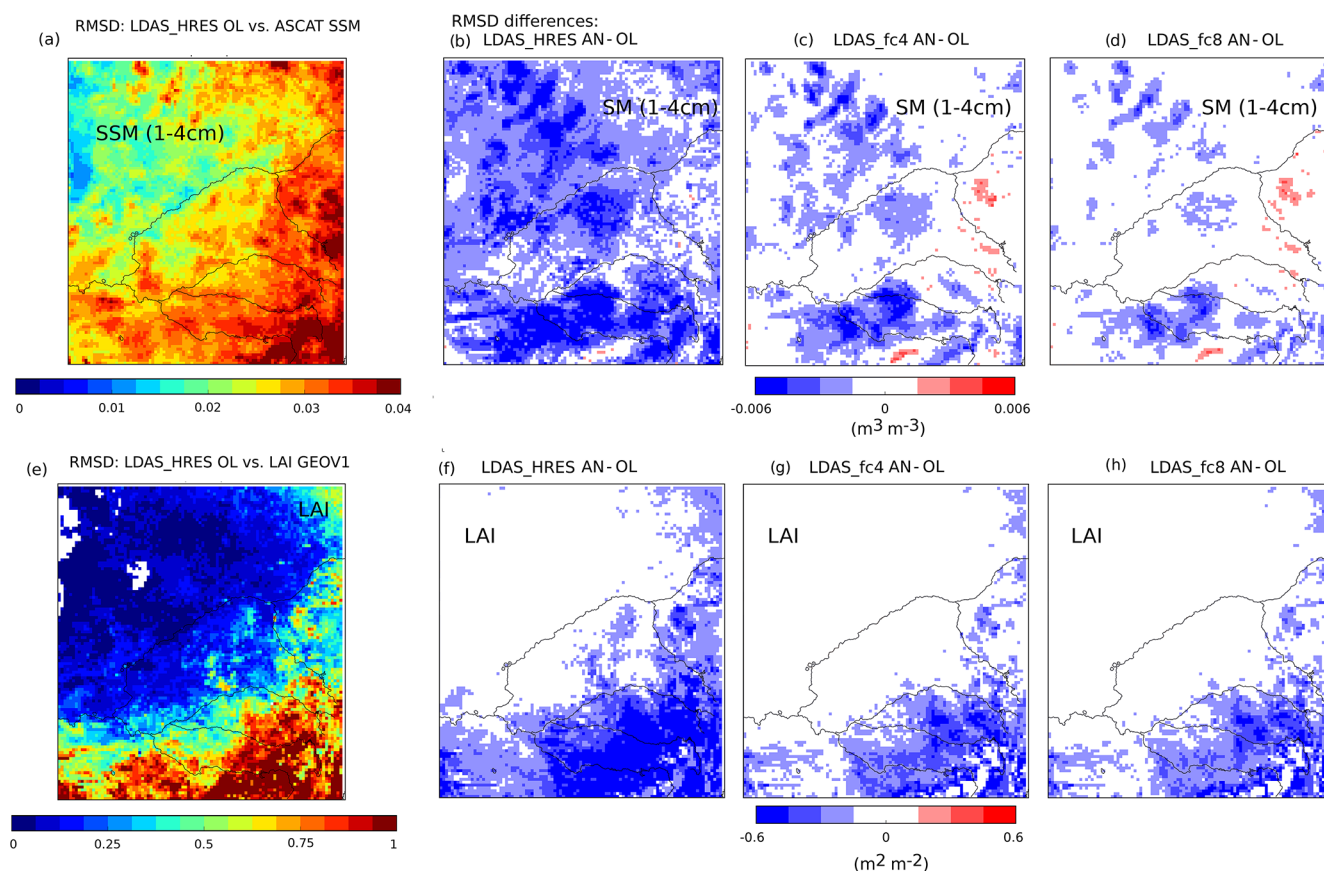 RMSD: LDAS_HRES OL vs. ASCAT SSM
(a)
RMSD differences:
(b) LDAS_HRES AN-OL
(c) LDAS_fc4 AN-OL
(d) LDAS_fc8 AN-OL
SSM (1-4cm)
SM (1-4cm)
SM (1-4cm)
SM (1-4cm)
0 0.01 0.02 0.03 0.04
-0.006 0 0.006
(m3 m-3)
RMSD: LDAS_HRES OL vs. LAI GEOV1
(e)
(f) LDAS_HRES AN-OL
(g) LDAS_fc4 AN-OL
(h) LDAS_fc8 AN-OL
LAI
LAI
LAI
LAI
0 0.25 0.5 0.75 1
-0.6 0 0.6
(m2 m-2)